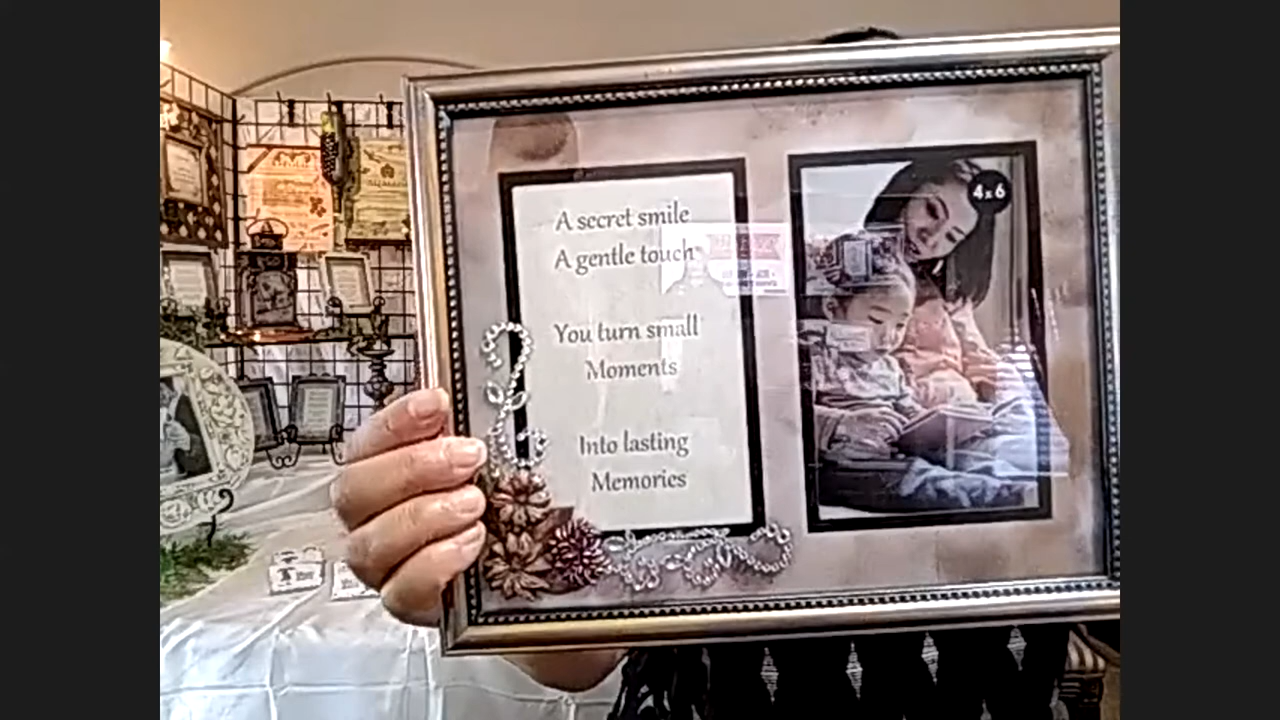 A secret smile
A gentle touch
You turn small
Moments
Into lasting
Memories
4x6